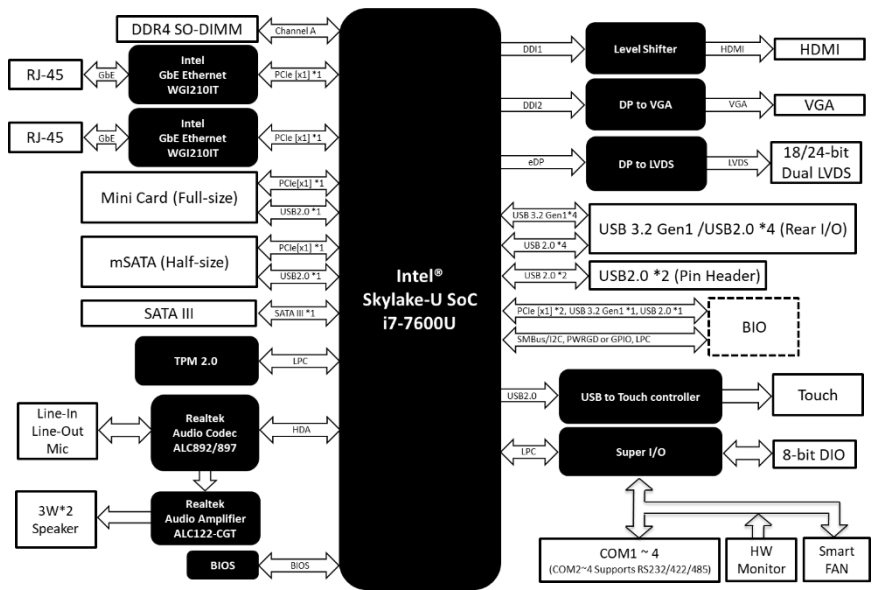 DDR4 SO-DIMM
Channel A
RJ-45
GbE
Intel
GbE Ethernet
WGI210IT
PCIe [x1] *1
RJ-45
GbE
Intel
GbE Ethernet
WGI210IT
PCIe [x1] *1
Mini Card (Full-size)
PCIe[x1] *1
USB2.0 *1
mSATA (Half-size)
PCIe[x1] *1
USB2.0 *1
SATA III
SATA III *1
TPM 2.0
LPC
Line-In
Line-Out
Mic
Realtek
Audio Codec
ALC892/897
HDA
3W*2
Speaker
Realtek
Audio Amplifier
ALC122-CGT
BIOS
BIOS
Intel®
Skylake-U SoC
i7-7600U
DDI1
Level Shifter
HDMI
HDMI
DDI2
DP to VGA
VGA
VGA
eDP
DP to LVDS
LVDS
18/24-bit
Dual LVDS
USB 3.2 Gen1*4
USB 2.0 *4
USB 3.2 Gen1 /USB2.0 *4 (Rear I/O)
USB 2.0 *2
USB2.0 *2 (Pin Header)
PCIe [x1] *2, USB 3.2 Gen1 *1, USB 2.0 *1
SMBus/I2C, PWRGD or GPIO, LPC
BIO
USB2.0
USB to Touch controller
Touch
LPC
Super I/O
8-bit DIO
COM1 ~ 4
(COM2~4 Supports RS232/422/485)
HW
Monitor
Smart
FAN